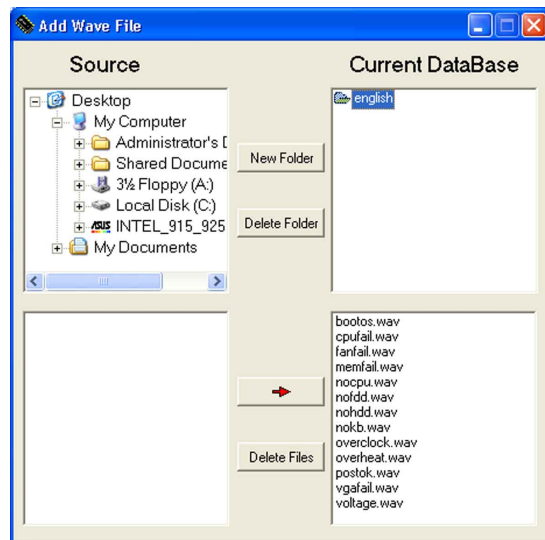 Add Wave File
Source
Current DataBase
Desktop
My Computer
Administrator's D
Shared Docume
3½ Floppy (A:)
Local Disk (C:)
ASUS INTEL_915_925
My Documents
New Folder
Delete Folder
english
Delete Files
bootos.wav
cpufail.wav
fanfail.wav
memfail.wav
nocpu.wav
nofdd.wav
nohdd.wav
nokb.wav
overclock.wav
overheat.wav
postok.wav
vgafail.wav
voltage.wav